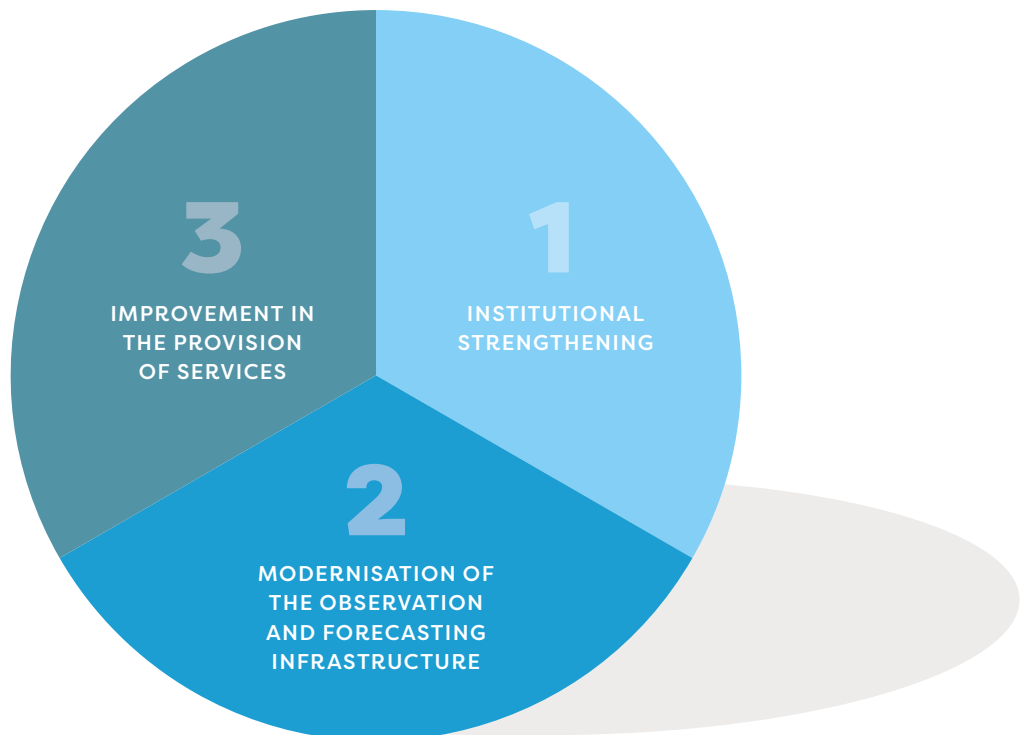 3
IMPROVEMENT IN
THE PROVISION
OF SERVICES
1
INSTITUTIONAL
STRENGTHENING
2
MODERNISATION OF
THE OBSERVATION
AND FORECASTING
INFRASTRUCTURE